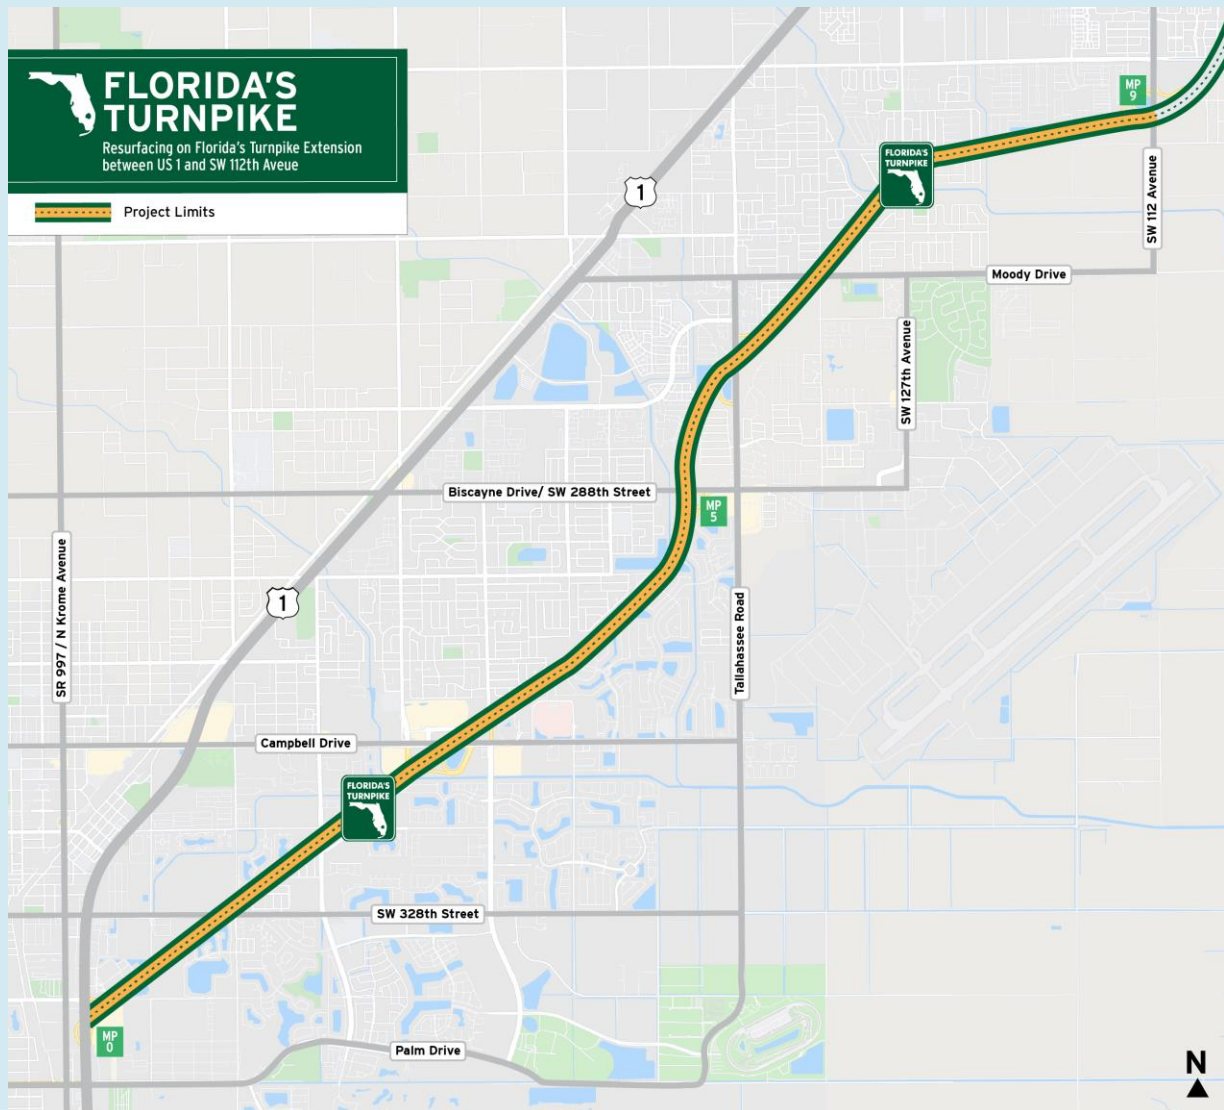 FLORIDA'S
TURNPIKE
Resurfacing on Florida's Turnpike Extension
between US 1 and SW 112th Aveue
Project Limits
MP
9
FLORIDA'S
TURNPIKE
1
SW 112 Avenue
Moody Drive
SW 127th Avenue
Biscayne Drive/ SW 288th Street
MP
5
SR 997 / N Krome Avenue
1
Tallahassee Road
Campbell Drive
FLORIDA'S
TURNPIKE
SW 328th Street
MP
0
Palm Drive
N